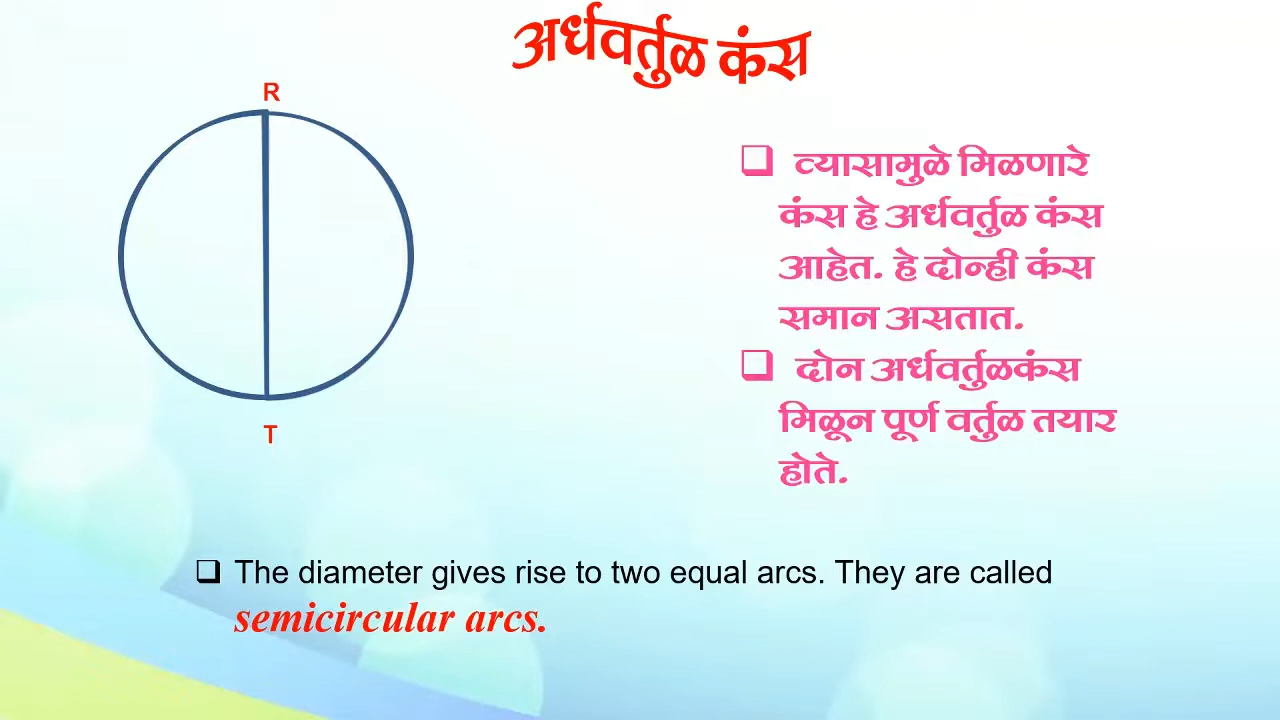 अर्धवर्तुळ कंस
R
T
व्यासामुळे मिळणारे
कंस हे अर्धवर्तुळ कंस
आहेत. हे दोन्ही कंस
समान असतात.
दोन अर्धवर्तुळकंस
मिळून पूर्ण वर्तुळ तयार
होते.
The diameter gives rise to two equal arcs. They are called
semicircular arcs.